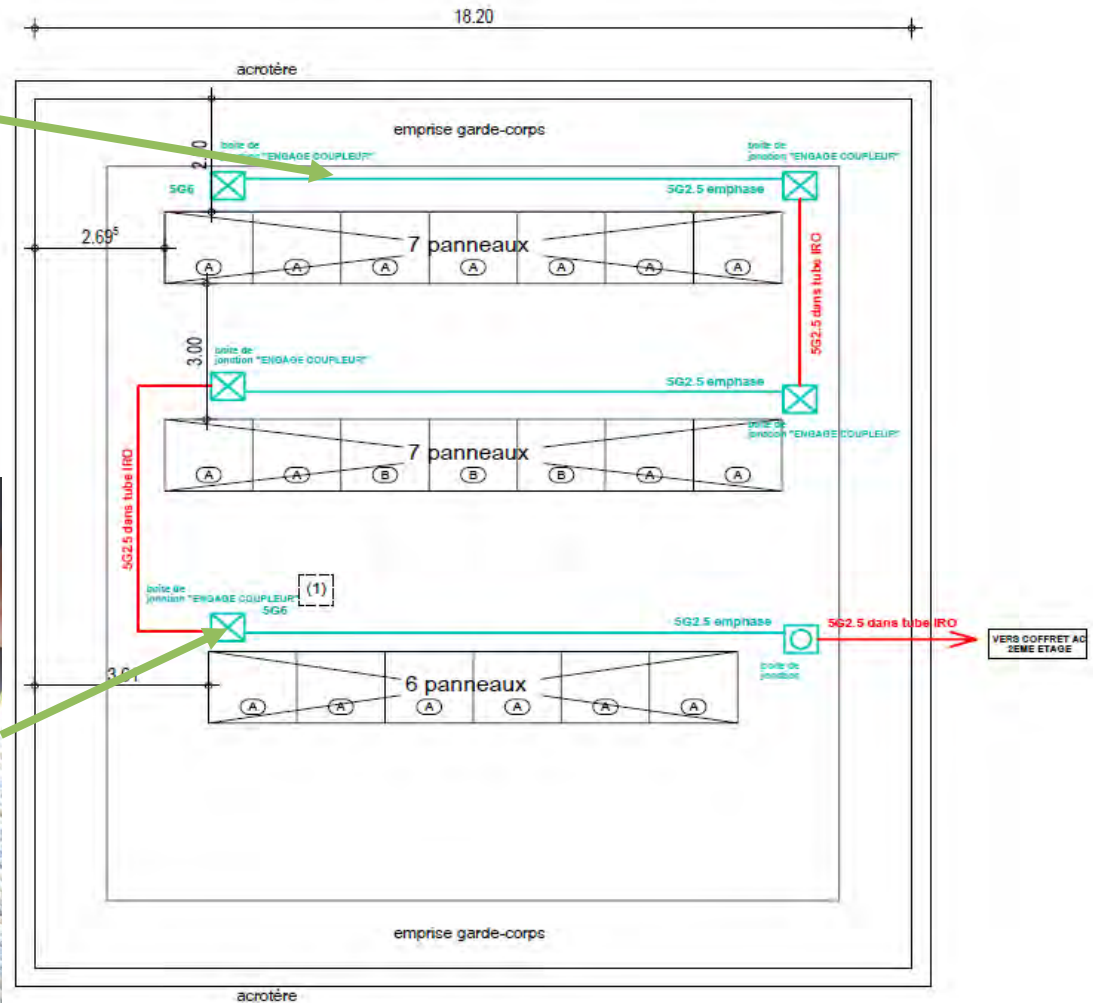 18.20
acrotère
emprise garde-corps
boite de
jonction "ENGAGE COUPLEUR"
boite de
jonction "ENGAGE COUPLEUR"
5G6
5G2.5 emphase
2.69⁵
7 panneaux
A A A A A A A
5G2.5 dans tube IRO
3.00
boite de
jonction "ENGAGE COUPLEUR"
5G2.5 emphase
boite de
jonction "ENGAGE COUPLEUR"
7 panneaux
A A B B B A A
5G2.5 dans tube IRO
boite de
jonction "ENGAGE COUPLEUR"
(1)
5G6
5G2.5 emphase
5G2.5 dans tube IRO
VERS COFFRET AC
2EME ETAGE
boite de
jonction
6 panneaux
A A A A A A
emprise garde-corps
acrotère